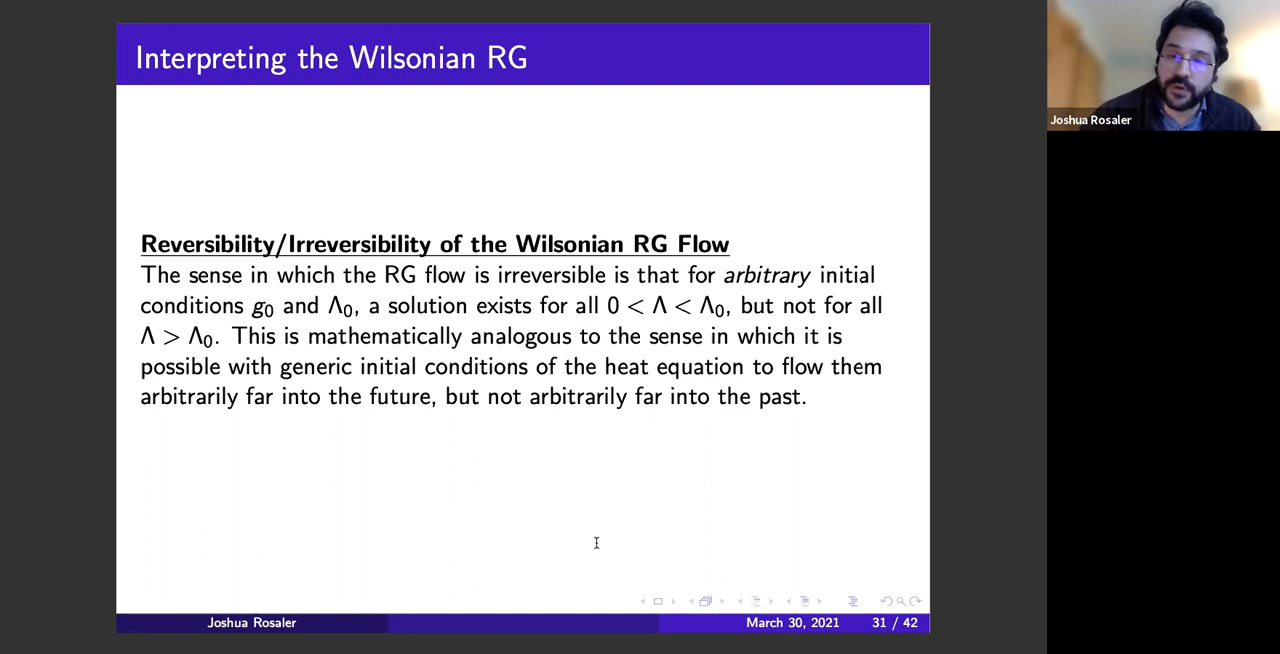 Interpreting the Wilsonian RG
Joshua Rosaler
Reversibility/Irreversibility of the Wilsonian RG Flow
The sense in which the RG flow is irreversible is that for arbitrary initial
conditions g₀ and Λ₀, a solution exists for all 0 < Λ < Λ₀, but not for all
Λ > Λ₀. This is mathematically analogous to the sense in which it is
possible with generic initial conditions of the heat equation to flow them
arbitrarily far into the future, but not arbitrarily far into the past.
Joshua Rosaler
March 30, 2021
31 / 42